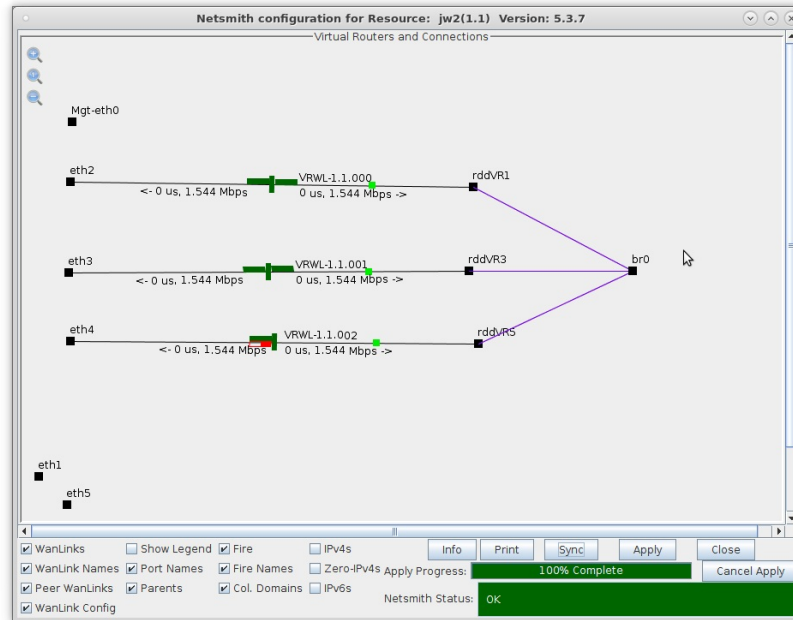 Netsmith configuration for Resource: jw2(1.1) Version: 5.3.7
Virtual Routers and Connections
Mgt-eth0
eth2
VRWL-1.1.000
rddVR1
<- 0 us, 1.544 Mbps
0 us, 1.544 Mbps ->
eth3
VRWL-1.1.001
rddVR3
br0
<- 0 us, 1.544 Mbps
0 us, 1.544 Mbps ->
eth4
VRWL-1.1.002
rddVR5
<- 0 us, 1.544 Mbps
0 us, 1.544 Mbps ->
eth1
eth5
WanLinks Show Legend Fire IPv4s Info Print Sync Apply Close
WanLink Names Port Names Fire Names Zero-IPv4s Apply Progress: 100% Complete Cancel Apply
Peer WanLinks Parents Col. Domains IPv6s
Netsmith Status: OK
WanLink Config